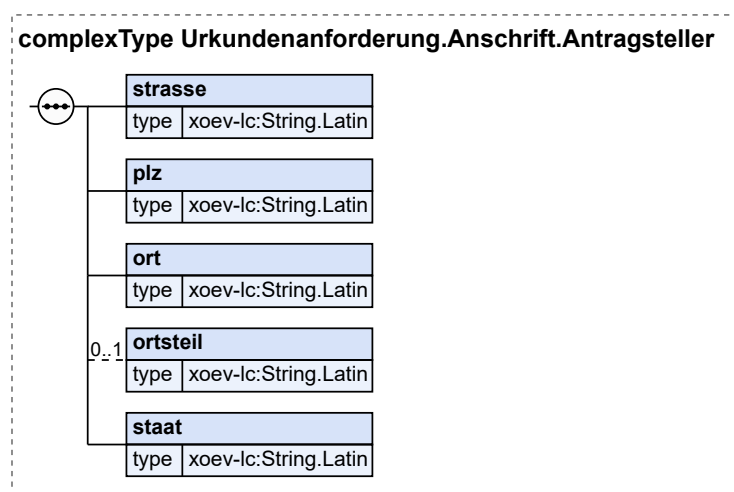 complexType Urkundenanforderung.Anschrift.Antragsteller
strasse
type xoev-lc:String.Latin
plz
type xoev-lc:String.Latin
ort
type xoev-lc:String.Latin
0..1 ortsteil
type xoev-lc:String.Latin
staat
type xoev-lc:String.Latin